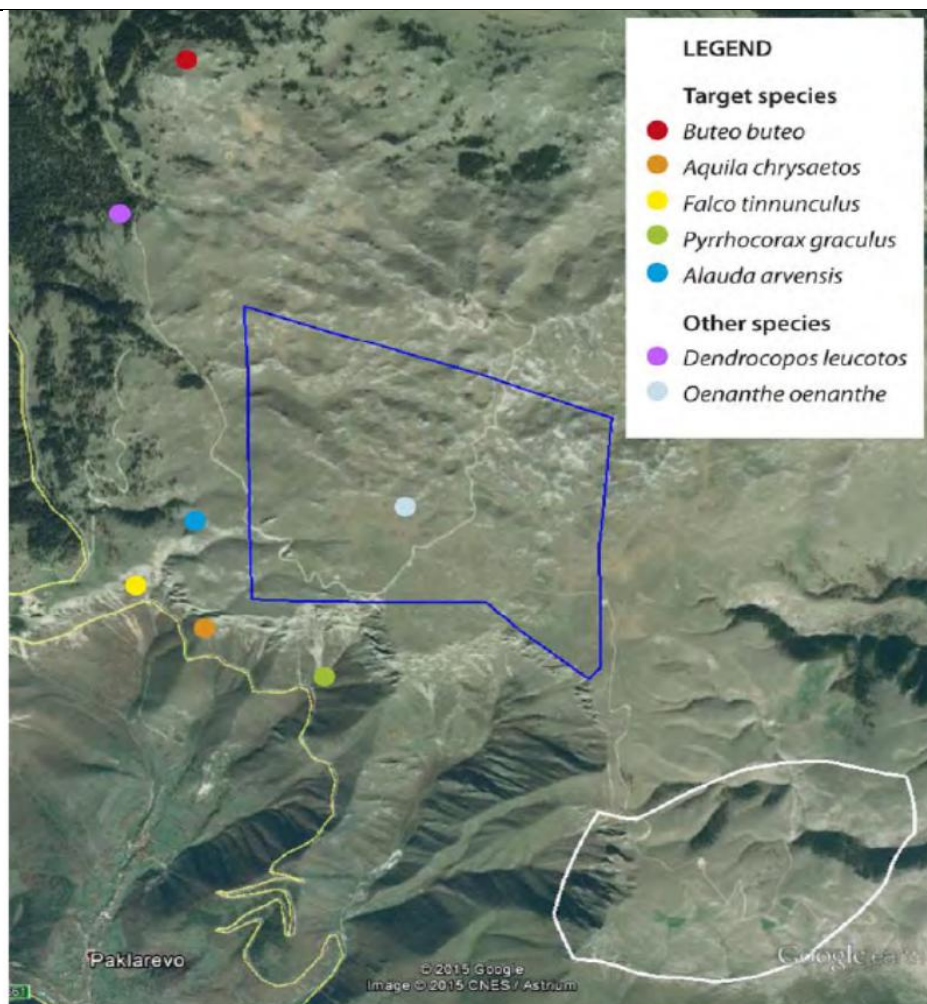 LEGEND
Target species
Buteo buteo
Aquila chrysaetos
Falco tinnunculus
Pyrrhocorax graculus
Alauda arvensis
Other species
Dendrocopos leucotos
Oenanthe oenanthe
Paklarevo
© 2015 Google
Image © 2015 CNES / Astrium
Google earth